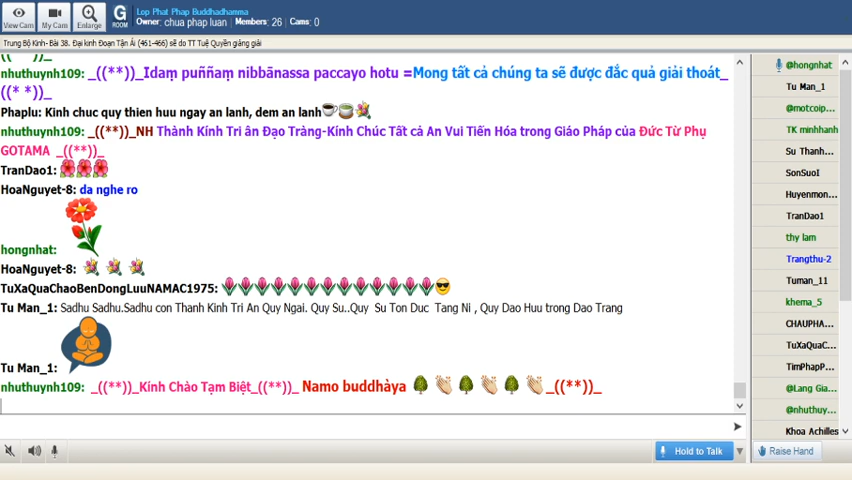 View Cam
My Cam
Enlarge
G
ROOM
Lop Phat Phap Buddhadhamma
Owner: chua phap luan / Members: 26 / Cams: 0
Trung Bộ Kinh- Bài 38. Đại kinh Đoạn Tận Ái (461-466) sẽ do TT Tuệ Quyền giảng giải
nhuthuynh109: _((**))_Idaṃ puññaṃ nibbānassa paccayo hotu =Mong tất cả chúng ta sẽ được đắc quả giải thoát_
((* *))_
Phaplu: Kinh chuc quy thien huu ngay an lanh, dem an lanh
nhuthuynh109: _((**))_NH Thành Kính Tri ân Đạo Tràng-Kính Chúc Tất cả An Vui Tiến Hóa trong Giáo Pháp của Đức Từ Phụ
GOTAMA _((**))_
TranDao1:
HoaNguyet-8: da nghe ro
hongnhat:
HoaNguyet-8:
TuXaQuaChaoBenDongLuuNAMAC1975:
Tu Man_1: Sadhu Sadhu.Sadhu con Thanh Kinh Tri An Quy Ngai. Quy Su..Quy Su Ton Duc Tang Ni , Quy Dao Huu trong Dao Trang
Tu Man_1:
nhuthuynh109: _((**))_Kính Chào Tạm Biệt_((**))_ Namo buddhàya _((**))_
Hold to Talk
@hongnhat
Tu Man_1
@motcoip...
TK minhhanh
Su Thanh...
SonSuoI
Huyenmon...
TranDao1
thy lam
Trangthu-2
Tuman_11
khema_5
CHAUPHA...
TuXaQuaC...
TimPhapP...
@Lang Gia...
@nhuthuy...
Khoa Achilles
Raise Hand